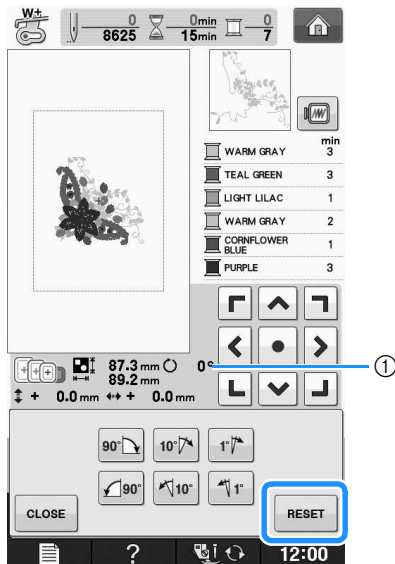 W+
0 0min 0
8625 15min 7
min
WARM GRAY 3
TEAL GREEN 3
LIGHT LILAC 1
WARM GRAY 2
CORNFLOWER BLUE 1
PURPLE 3
87.3 mm 0°
89.2 mm
+ 0.0 mm + 0.0 mm
①
90° 10° 1°
90° 10° 1°
CLOSE RESET
? 12:00